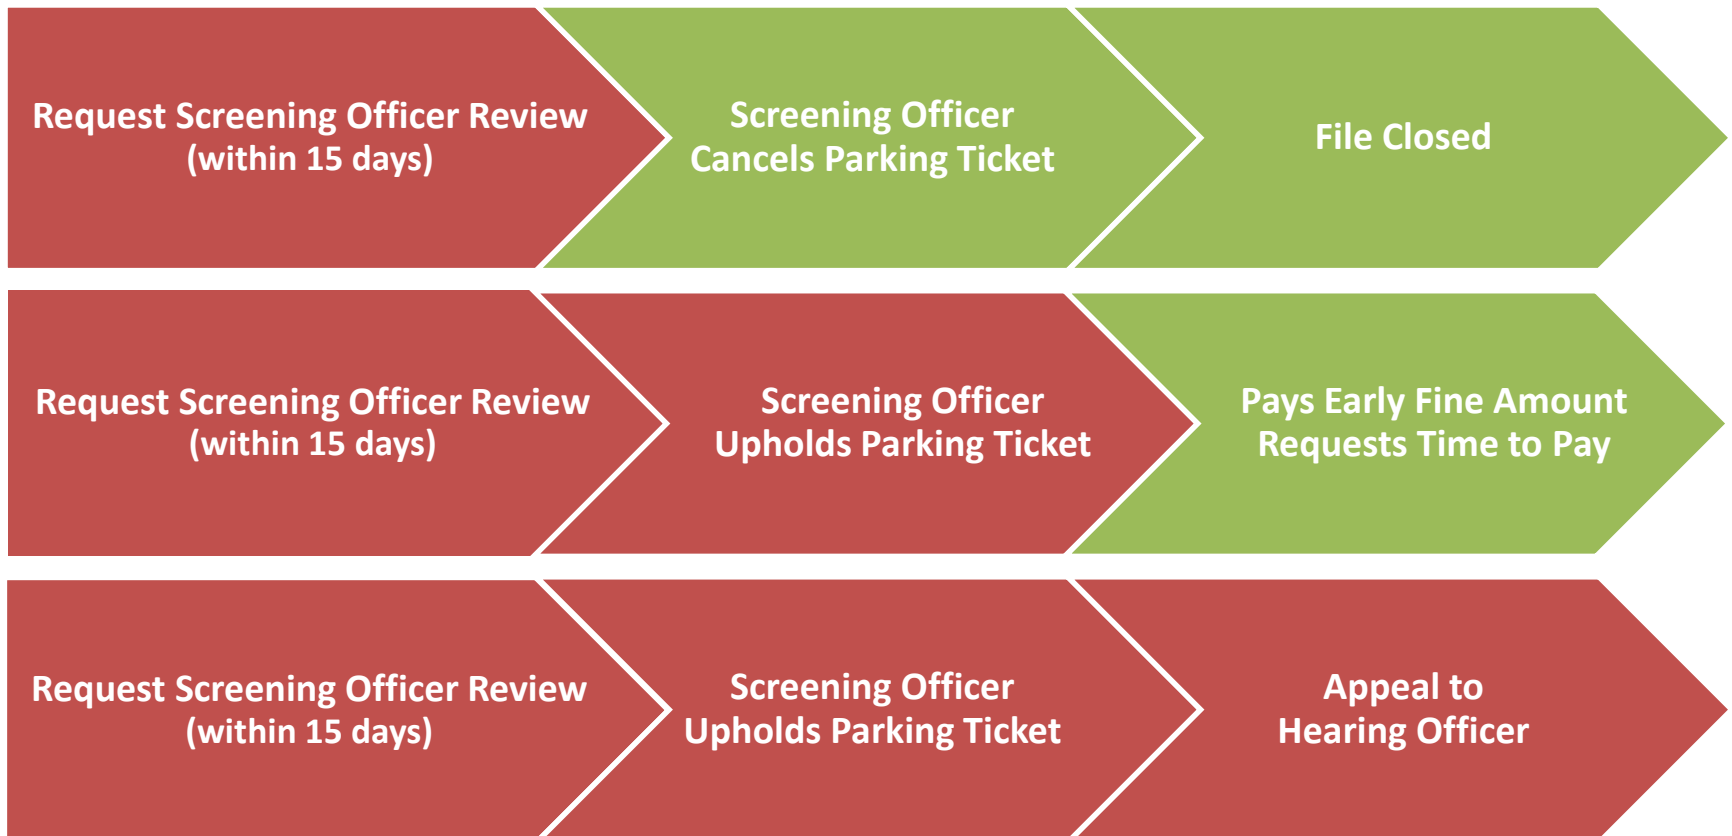 Request Screening Officer Review
(within 15 days)
Screening Officer
Cancels Parking Ticket
File Closed
Request Screening Officer Review
(within 15 days)
Screening Officer
Upholds Parking Ticket
Pays Early Fine Amount
Requests Time to Pay
Request Screening Officer Review
(within 15 days)
Screening Officer
Upholds Parking Ticket
Appeal to
Hearing Officer